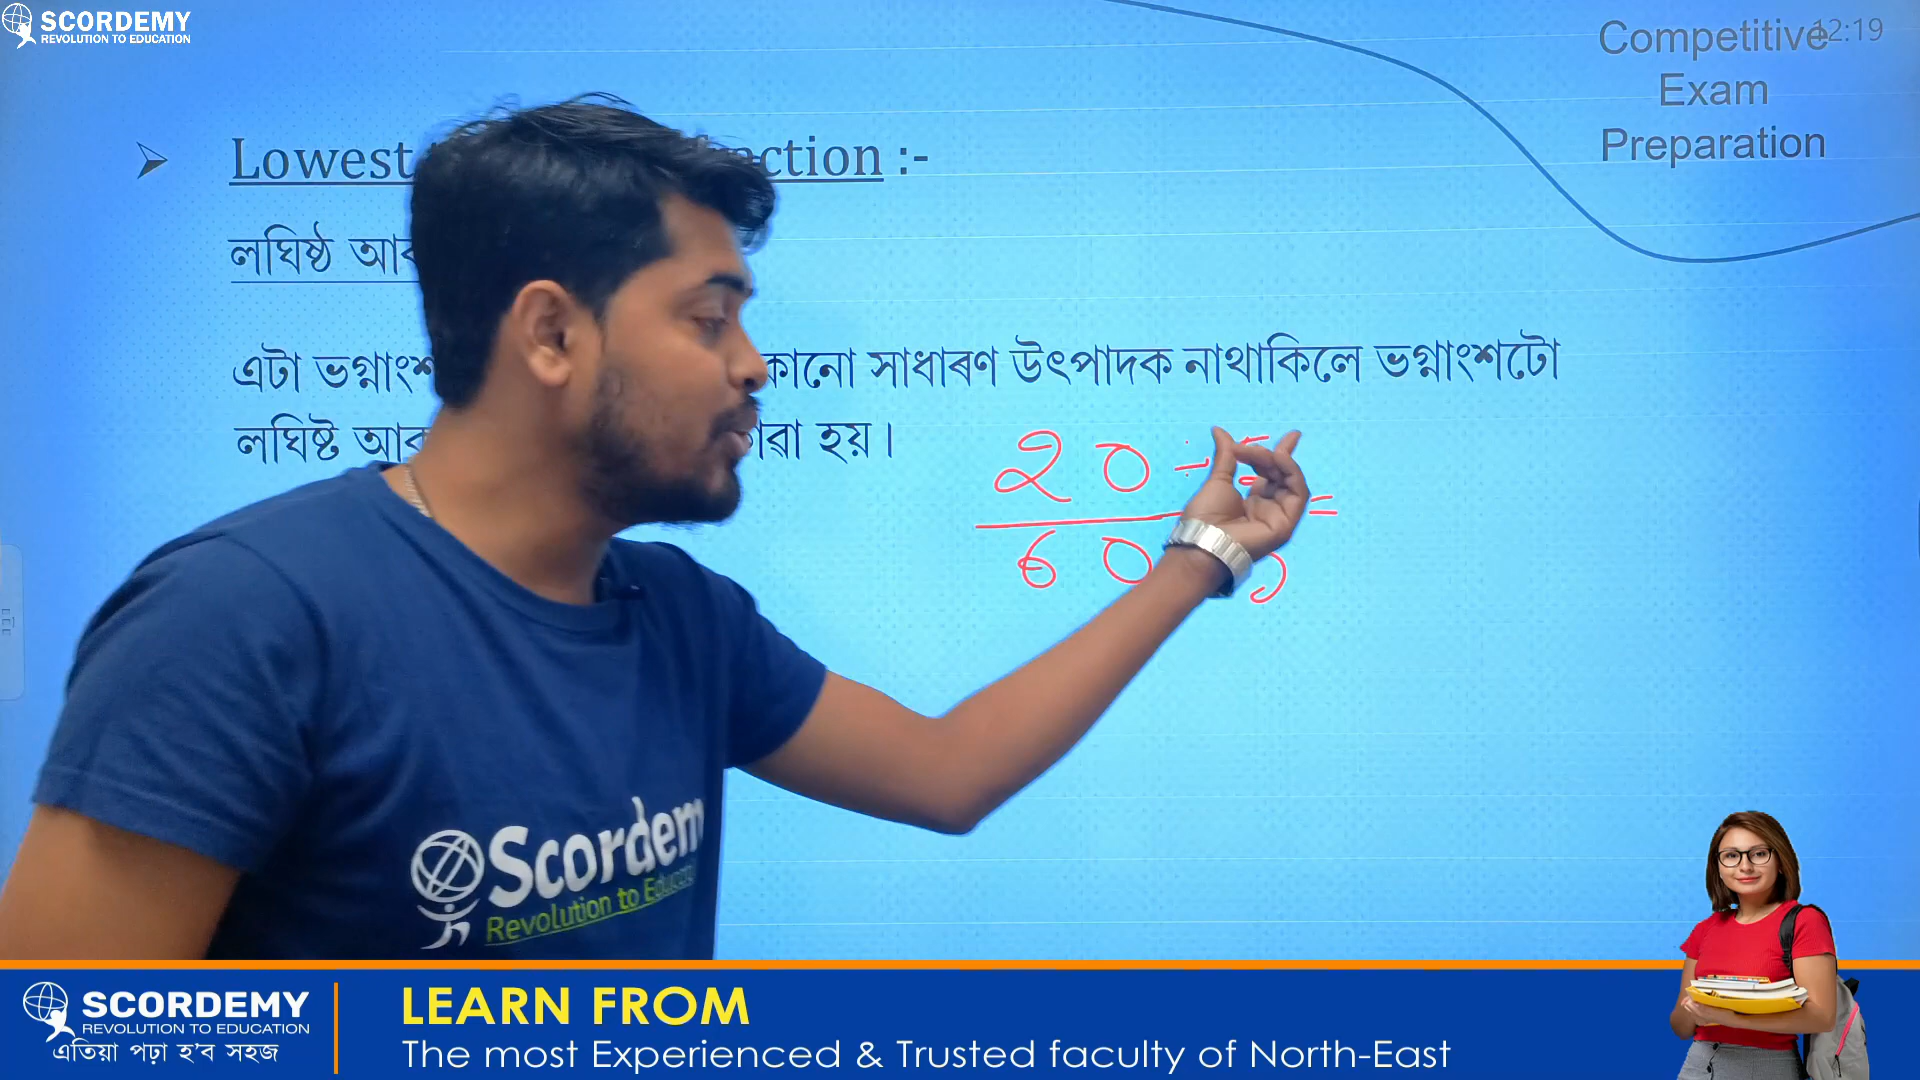 SCORDEMY
REVOLUTION TO EDUCATION
12:19
Competitive
Exam
Preparation
Lowest :-
লঘিষ্ঠ
এটা সাধাৰণ উৎপাদক নাথাকিলে ভগ্নাংশটো
লঘিষ্ট হয়।
20 ÷ =
60
Scordem
Revolution to
SCORDEMY
REVOLUTION TO EDUCATION
এতিয়া পঢ়া হ'ব সহজ
LEARN FROM
The most Experienced & Trusted faculty of North-East